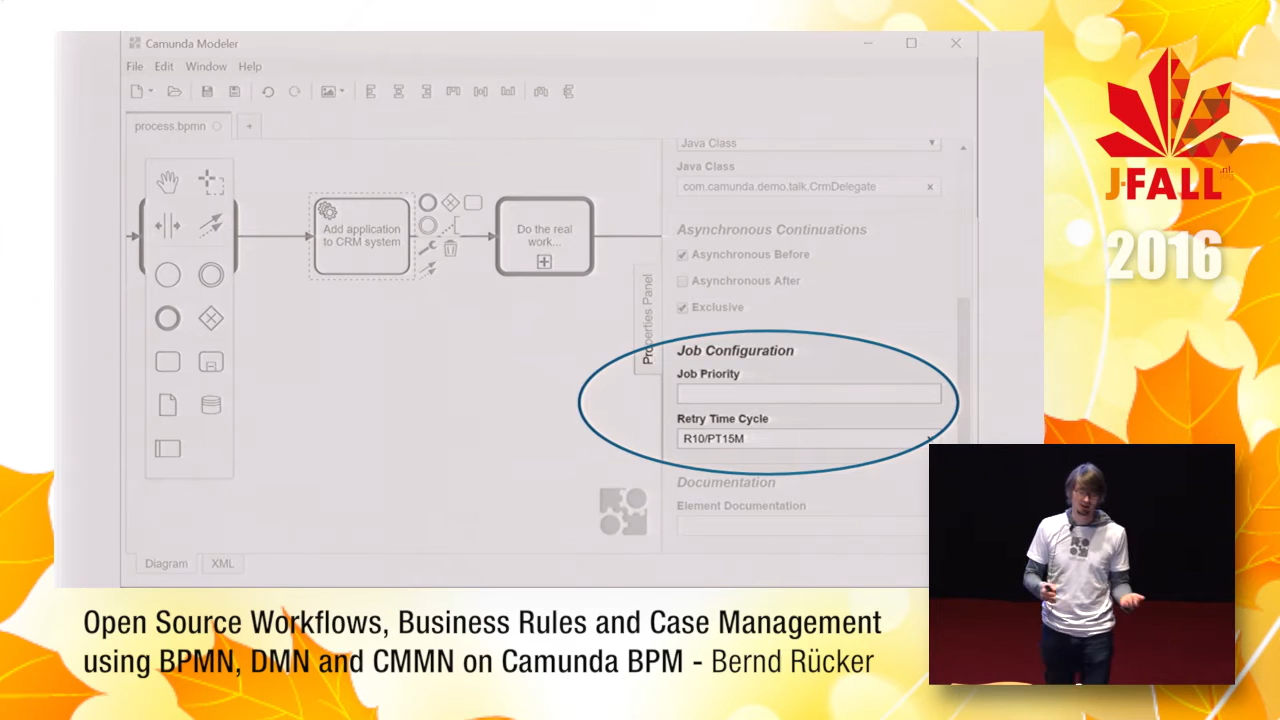 Camunda Modeler
File Edit Window Help
process.bpmn
+
Java Class
Java Class
com.camunda.demo.talk.CrmDelegate x
Add application
to CRM system
Do the real
work...
Asynchronous Continuations
Asynchronous Before
Asynchronous After
Exclusive
Properties Panel
Job Configuration
Job Priority
Retry Time Cycle
R10/PT15M
Documentation
Element Documentation
Diagram XML
J-FALL
.nl
2016
Open Source Workflows, Business Rules and Case Management
using BPMN, DMN and CMMN on Camunda BPM - Bernd Rücker